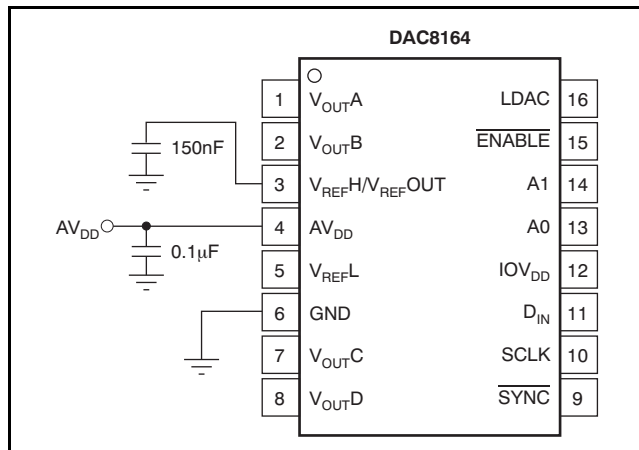 DAC8164
1 VOUTA LDAC 16
150nF 2 VOUTB ENABLE 15
3 VREFH/VREFOUT A1 14
AVDD 4 AVDD A0 13
0.1μF 5 VREFL IOVDD 12
6 GND DIN 11
7 VOUTC SCLK 10
8 VOUTD SYNC 9